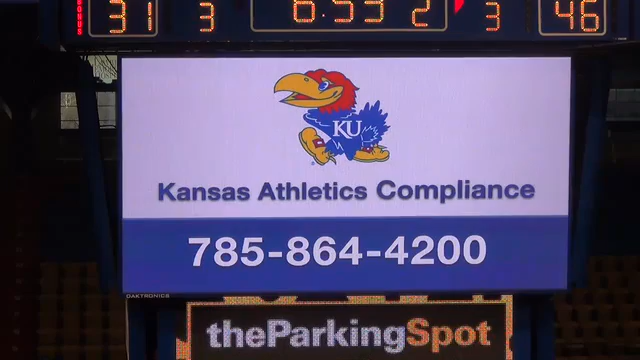 31 3 6:53 2 3 46
KU
Kansas Athletics Compliance
785-864-4200
DAKTRONICS
theParkingSpot